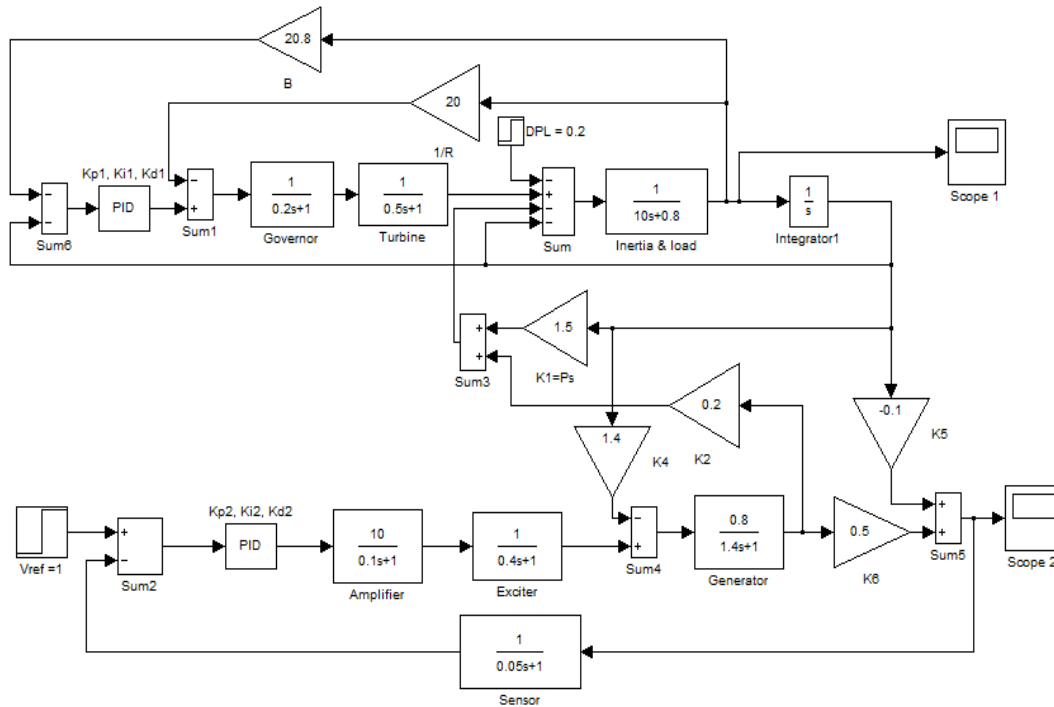 20.8
B
20
DPL = 0.2
1/R
Kp1, Ki1, Kd1
−
−
Sum6
PID
−
+
Sum1
1
0.2s+1
Governor
1
0.5s+1
Turbine
−
+
−
−
Sum
1
10s+0.8
Inertia & load
1
s
Integrator1
Scope 1
+
+
Sum3
1.5
K1=Ps
0.2
K2
1.4
K4
-0.1
K5
Vref =1
+
−
Sum2
Kp2, Ki2, Kd2
PID
10
0.1s+1
Amplifier
1
0.4s+1
Exciter
−
+
Sum4
0.8
1.4s+1
Generator
0.5
K6
+
+
Sum5
Scope 2
1
0.05s+1
Sensor